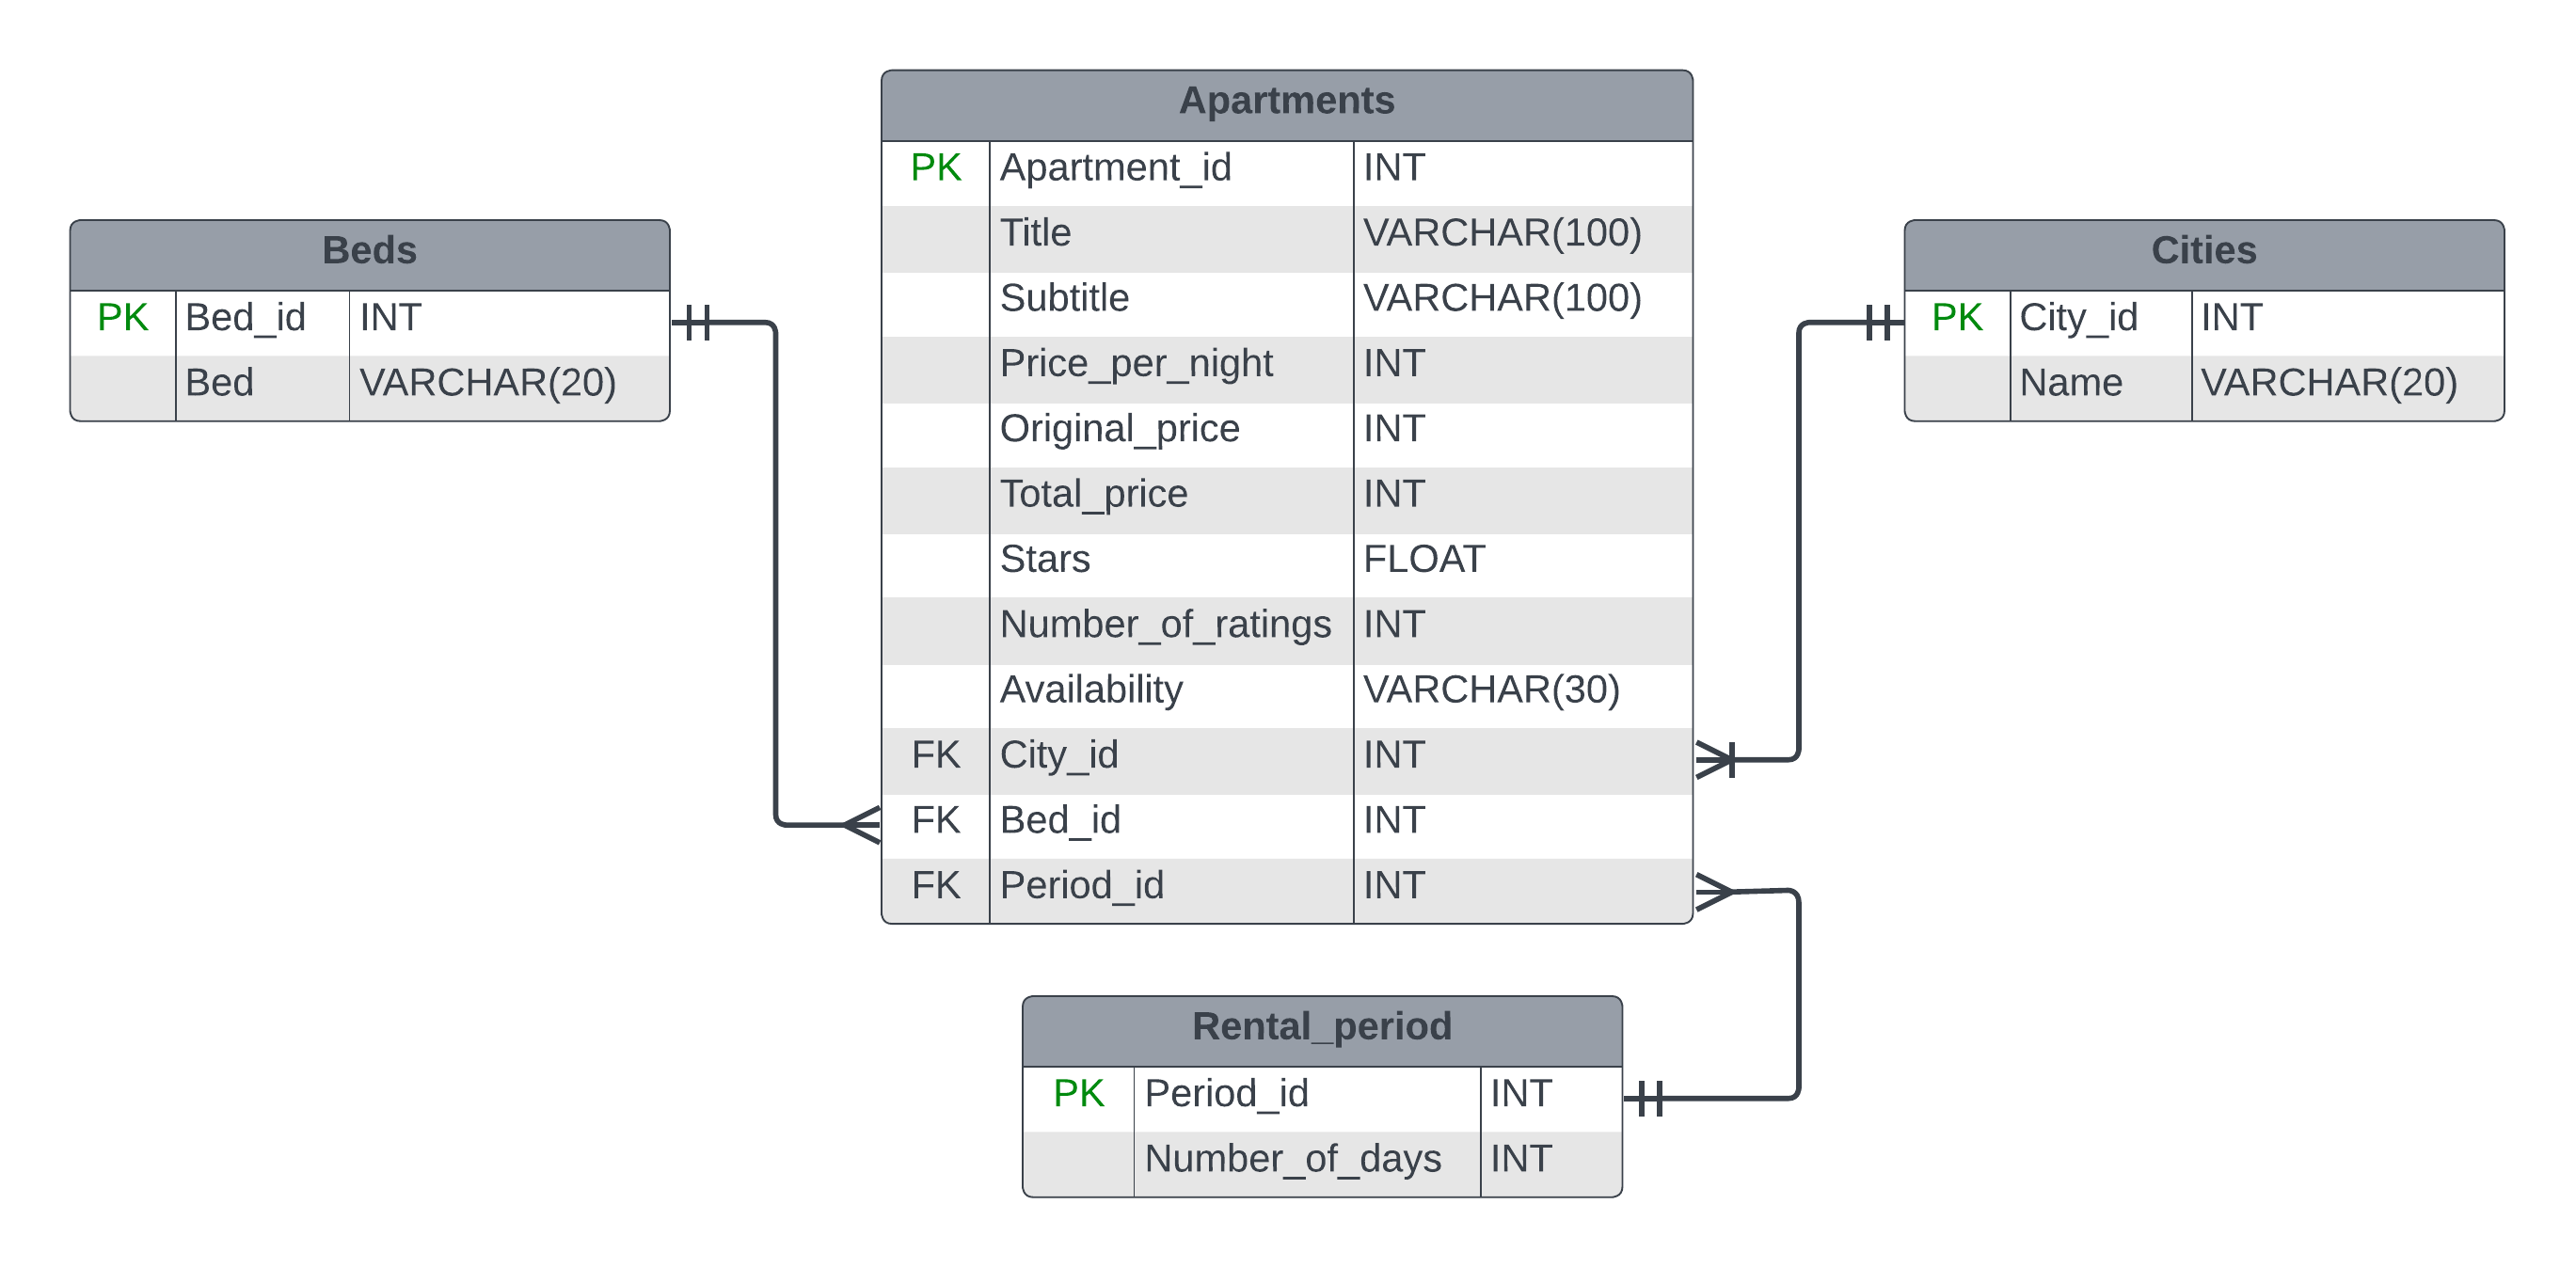 Apartments
PK Apartment_id INT
Title VARCHAR(100)
Subtitle VARCHAR(100)
Price_per_night INT
Original_price INT
Total_price INT
Stars FLOAT
Number_of_ratings INT
Availability VARCHAR(30)
FK City_id INT
FK Bed_id INT
FK Period_id INT
Beds
PK Bed_id INT
Bed VARCHAR(20)
Cities
PK City_id INT
Name VARCHAR(20)
Rental_period
PK Period_id INT
Number_of_days INT